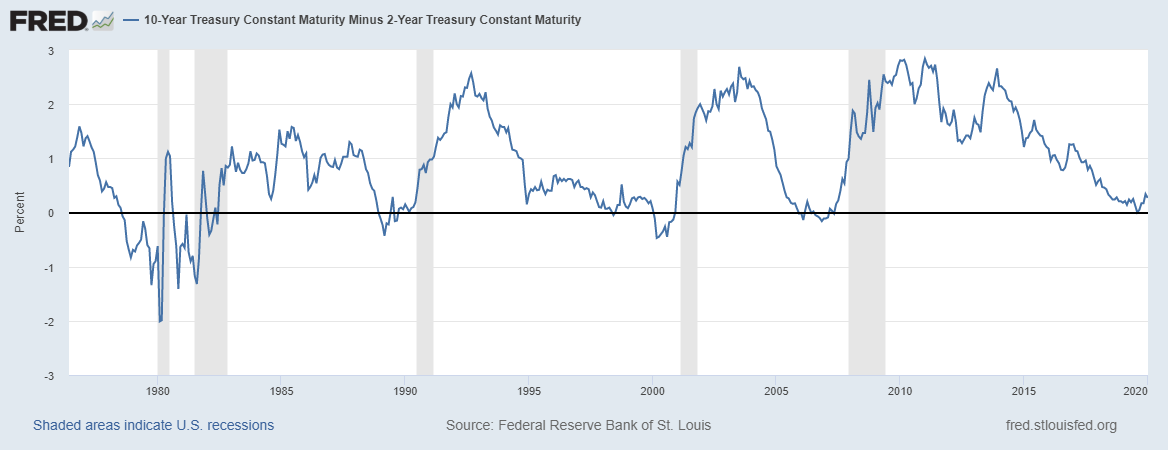 FRED 10-Year Treasury Constant Maturity Minus 2-Year Treasury Constant Maturity
Percent
3
2
1
0
-1
-2
-3
1980 1985 1990 1995 2000 2005 2010 2015 2020
Shaded areas indicate U.S. recessions Source: Federal Reserve Bank of St. Louis fred.stlouisfed.org